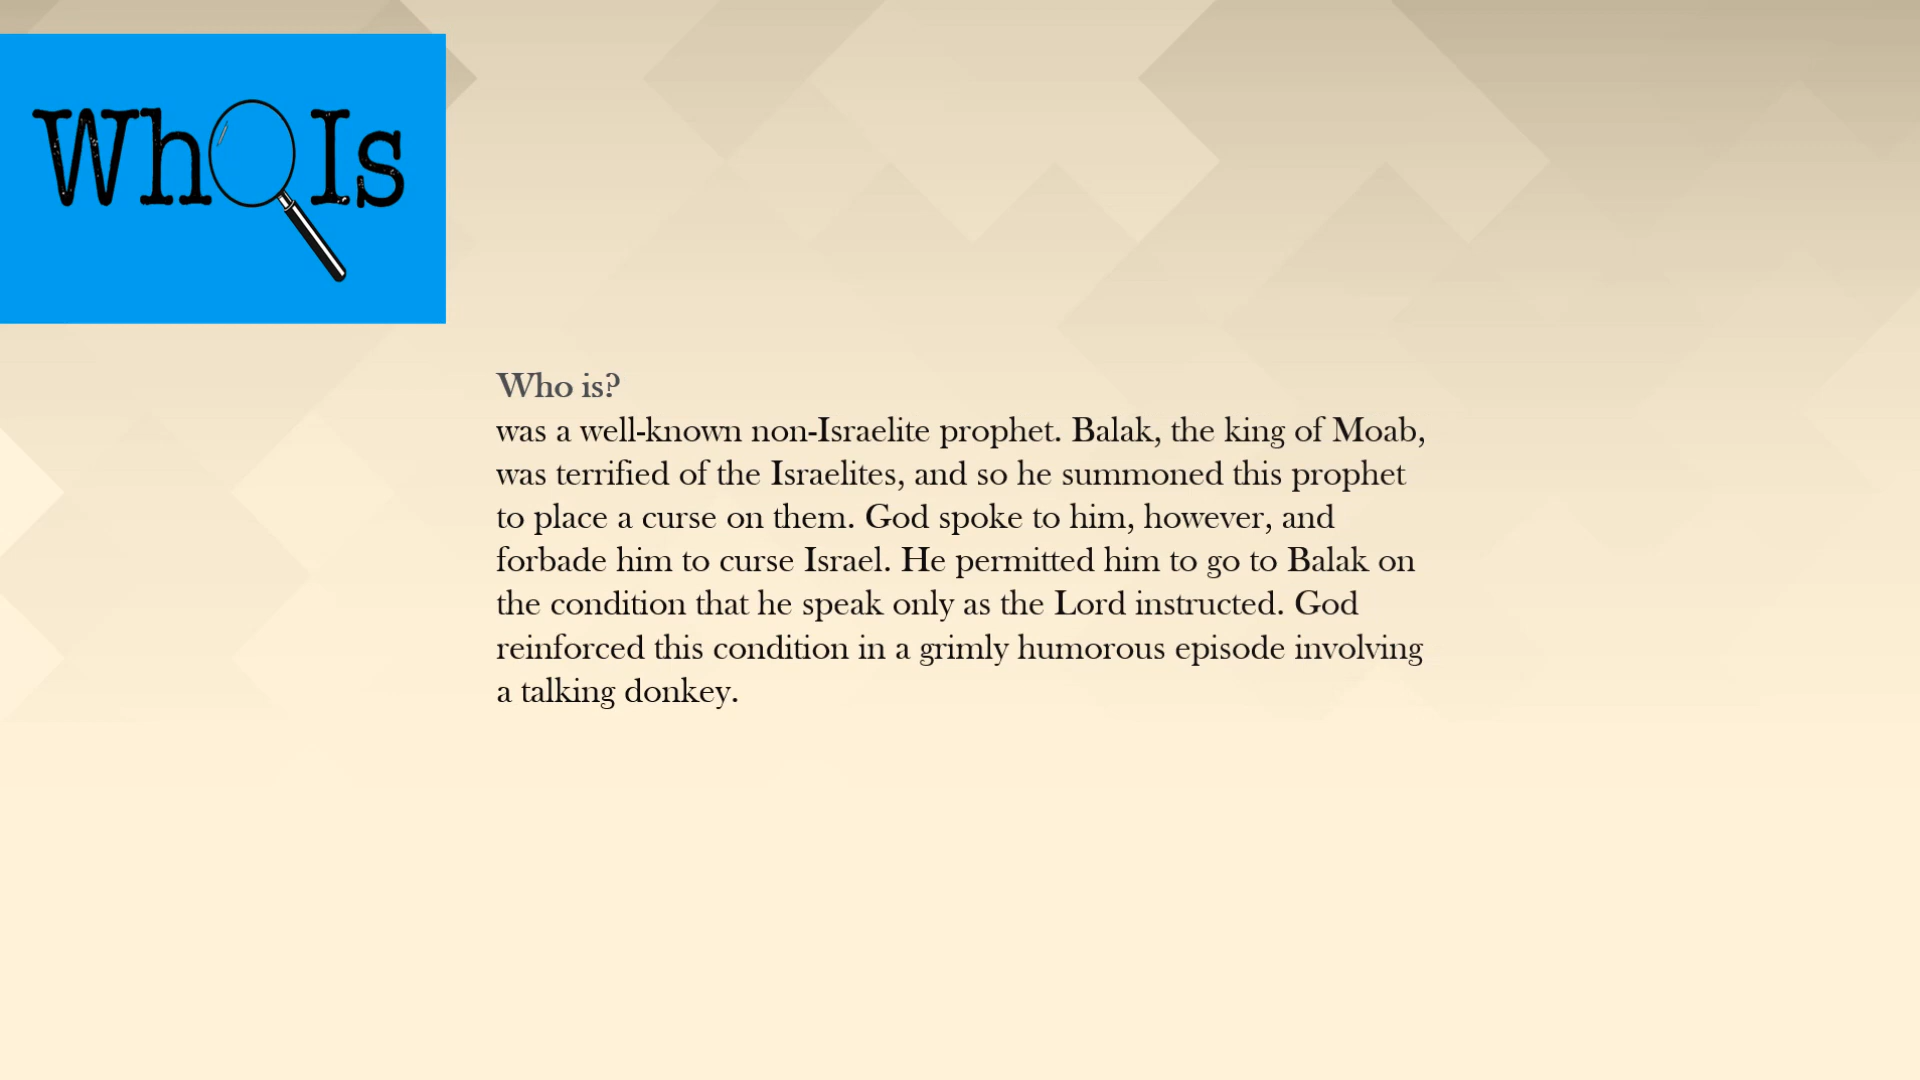 Who Is
Who is?
was a well-known non-Israelite prophet. Balak, the king of Moab,
was terrified of the Israelites, and so he summoned this prophet
to place a curse on them. God spoke to him, however, and
forbade him to curse Israel. He permitted him to go to Balak on
the condition that he speak only as the Lord instructed. God
reinforced this condition in a grimly humorous episode involving
a talking donkey.